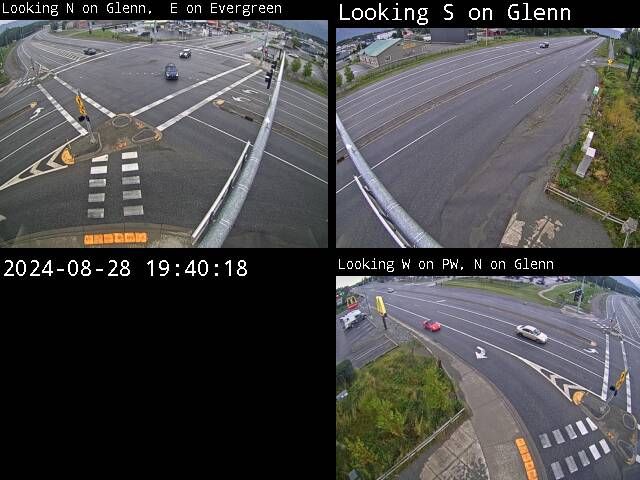 Looking N on Glenn,  E on Evergreen
Looking S on Glenn
2024-08-28 19:40:18
Looking W on PW, N on Glenn